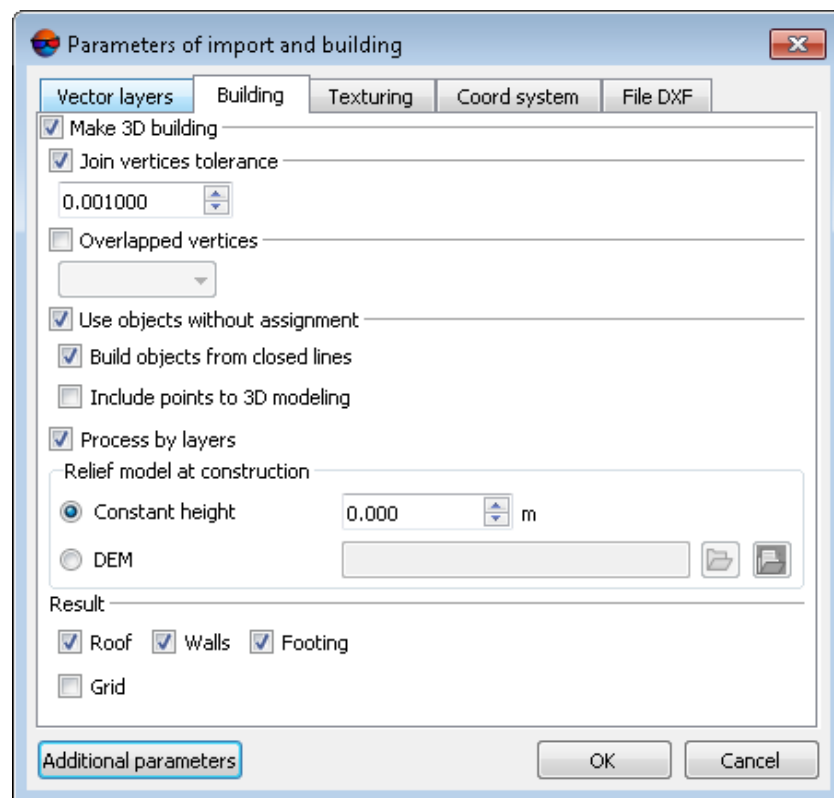 Parameters of import and building
Vector layers Building Texturing Coord system File DXF
Make 3D building
Join vertices tolerance
0.001000
Overlapped vertices
Use objects without assignment
Build objects from closed lines
Include points to 3D modeling
Process by layers
Relief model at construction
Constant height 0.000 m
DEM
Result
Roof Walls Footing
Grid
Additional parameters OK Cancel